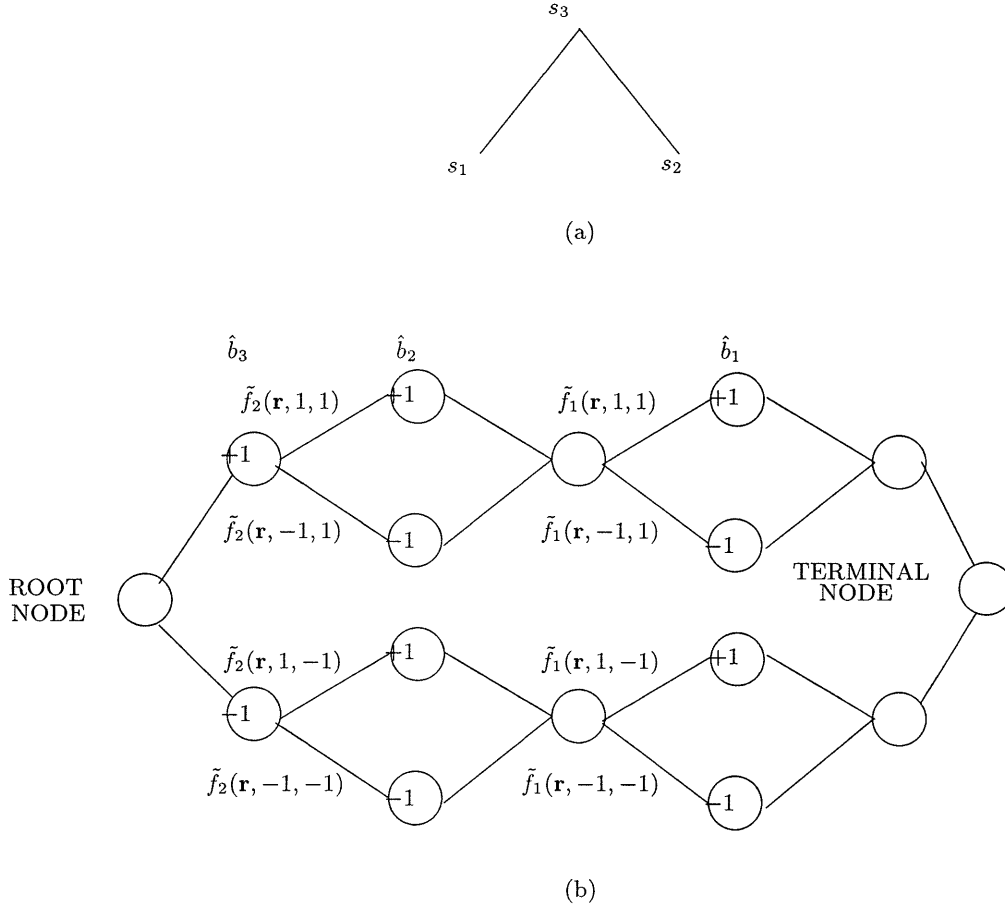 s₃
s₁
s₂
(a)
b̂₃
b̂₂
b̂₁
f̃₂(r, 1, 1)
+1
f̃₁(r, 1, 1)
+1
+1
f̃₂(r, −1, 1)
−1
f̃₁(r, −1, 1)
−1
ROOT
NODE
TERMINAL
NODE
f̃₂(r, 1, −1)
+1
f̃₁(r, 1, −1)
+1
−1
f̃₂(r, −1, −1)
−1
f̃₁(r, −1, −1)
−1
(b)